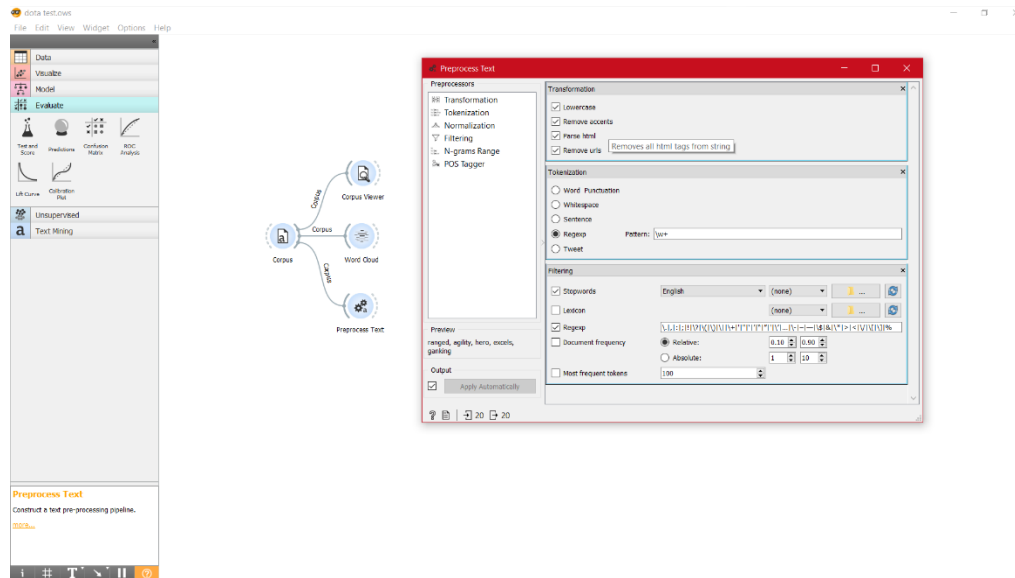 dota test.ows
File Edit View Widget Options Help
Data
Visualize
Model
Evaluate
Test and Score
Predictions
Confusion Matrix
ROC Analysis
Lift Curve
Calibration Plot
Unsupervised
a Text Mining
Corpus
Corpus
Corpus
Corpus
Corpus Viewer
Word Cloud
Preprocess Text
Preprocess Text
Preprocessors
Transformation
Tokenization
Normalization
Filtering
N-grams Range
POS Tagger
Preview
ranged, agility, hero, excels,
ganking
Output
Apply Automatically
20 20
Transformation
Lowercase
Remove accents
Parse html
Remove urls
Removes all html tags from string
Tokenization
Word Punctuation
Whitespace
Sentence
Regexp Pattern: \w+
Tweet
Filtering
Stopwords English (none) ...
Lexicon (none) ...
Regexp
Document frequency Relative: 0.10 0.90
Absolute: 1 10
Most frequent tokens 100
Preprocess Text
Construct a text pre-processing pipeline.
more...